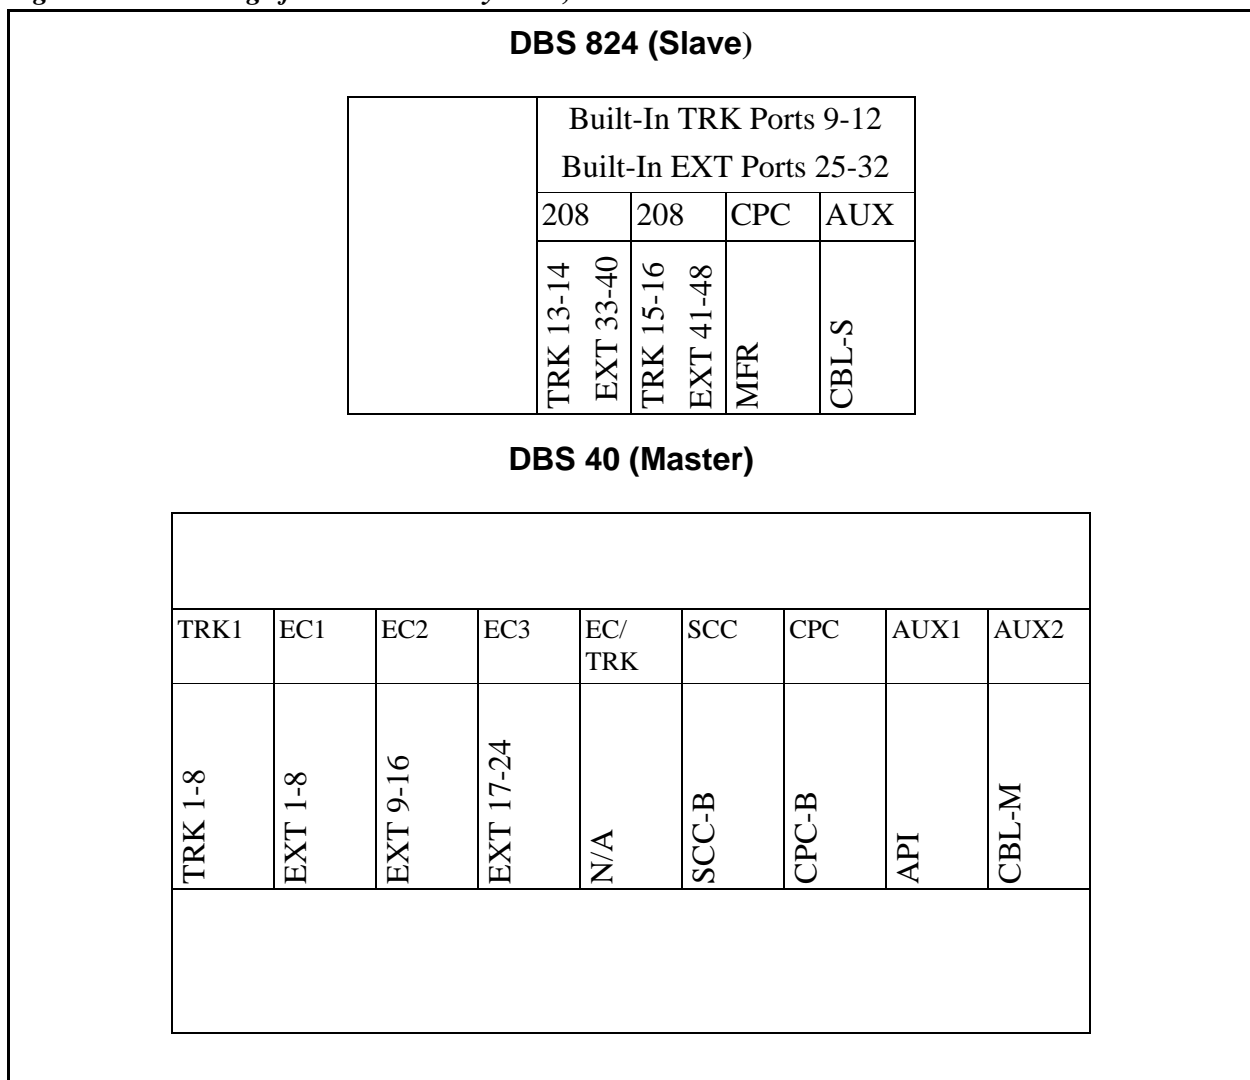 DBS 824 (Slave)
Built-In TRK Ports 9-12
Built-In EXT Ports 25-32
208 208 CPC AUX
TRK 13-14
EXT 33-40
TRK 15-16
EXT 41-48
MFR
CBL-S
DBS 40 (Master)
TRK1 EC1 EC2 EC3 EC/ SCC CPC AUX1 AUX2
TRK
TRK 1-8
EXT 1-8
EXT 9-16
EXT 17-24
N/A
SCC-B
CPC-B
API
CBL-M